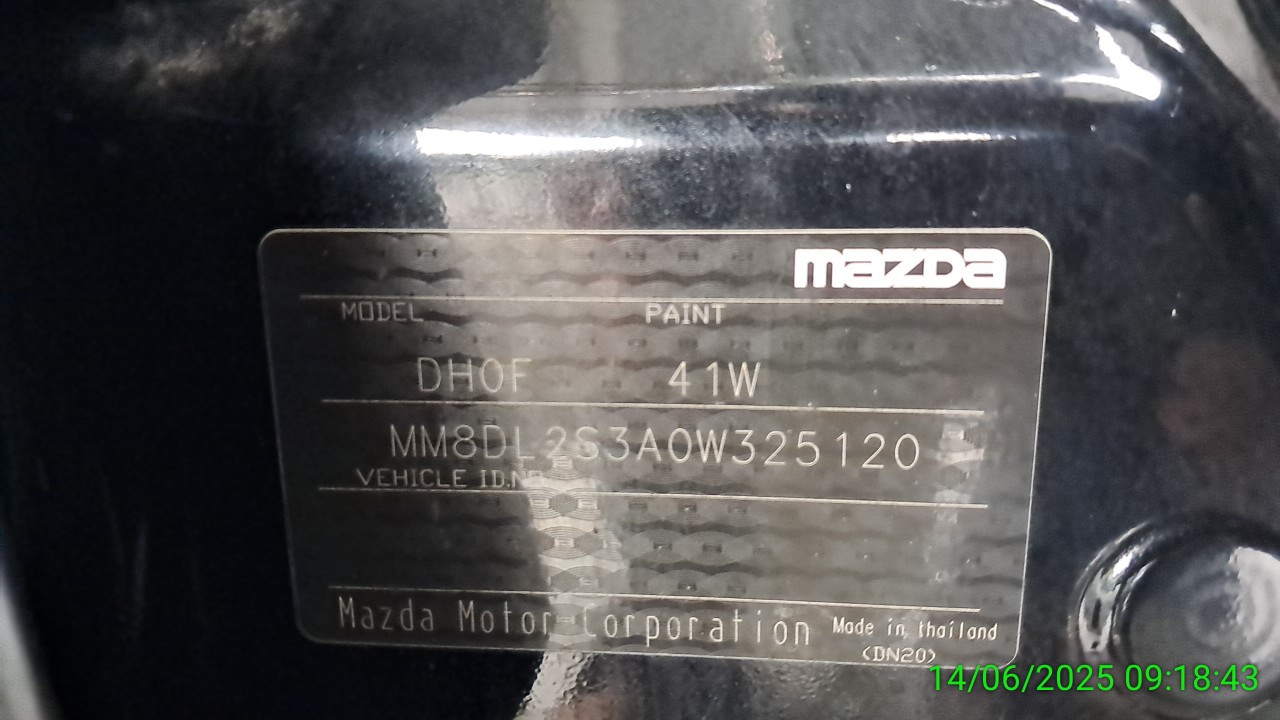 mazda
MODEL PAINT
DH0F 41W
MM8DL2S3A0W325120
VEHICLE ID.NO
Mazda Motor Corporation Made in thailand
(DN20)
14/06/2025 09:18:43